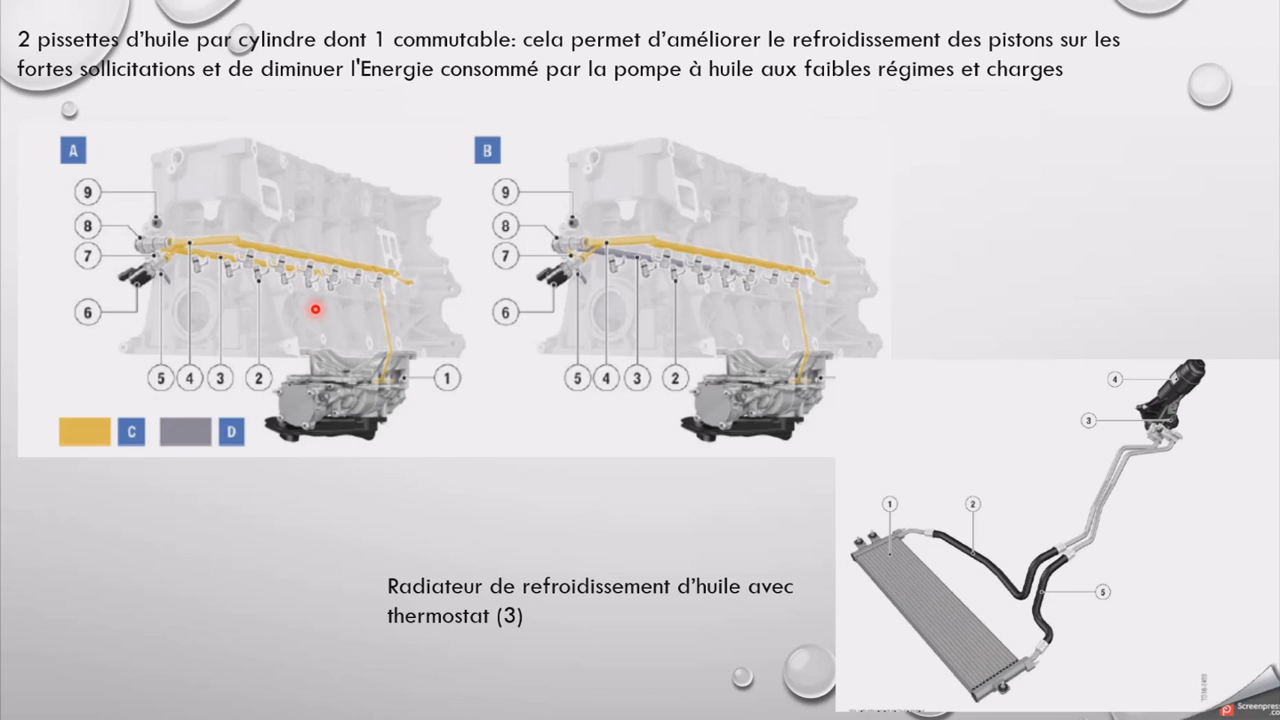 2 pissettes d'huile par cylindre dont 1 commutable: cela permet d'améliorer le refroidissement des pistons sur les
fortes sollicitations et de diminuer l'Energie consommé par la pompe à huile aux faibles régimes et charges
A
B
9
9
8
8
7
7
6
6
5 4 3 2 1
5 4 3 2
C D
4
3
1 2
5
Radiateur de refroidissement d'huile avec
thermostat (3)
Screenpres
.co